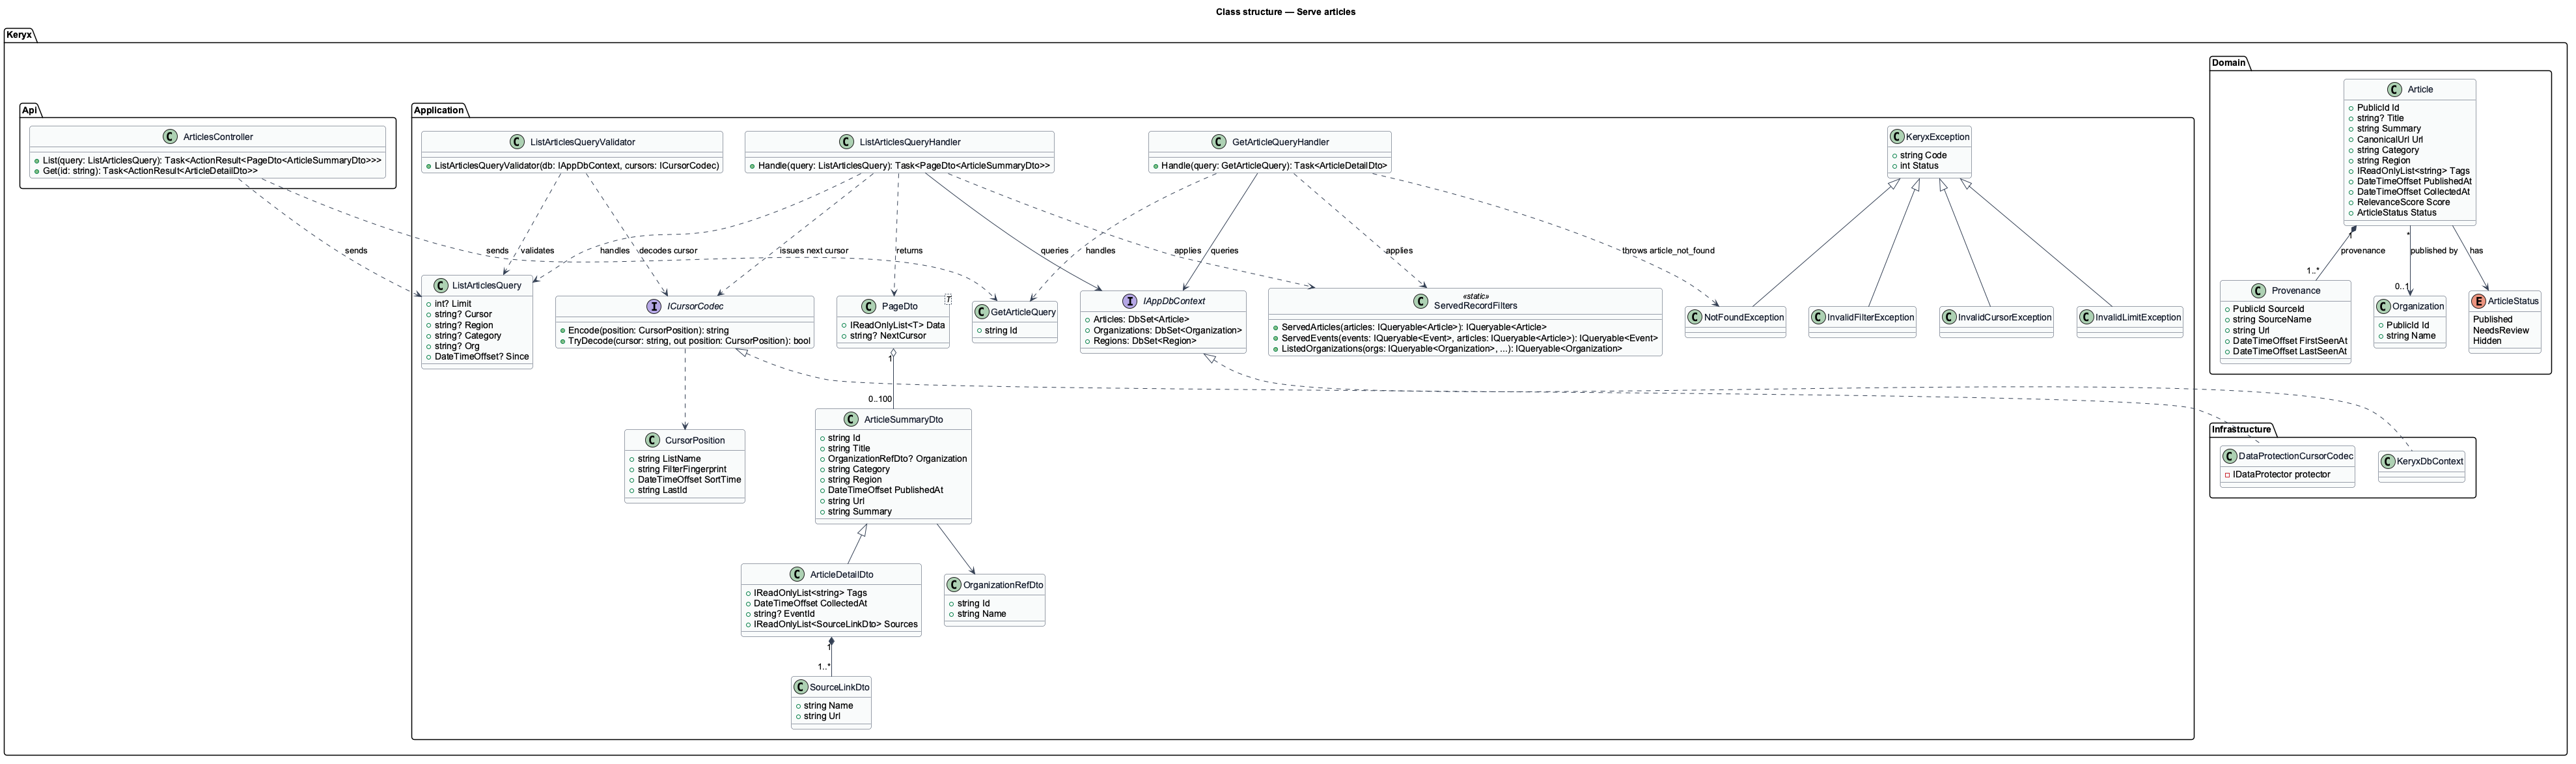 Class structure — Serve articles
Keryx
Api
ArticlesController
List(query: ListArticlesQuery): Task<ActionResult<PageDto<ArticleSummaryDto>>>
Get(id: string): Task<ActionResult<ArticleDetailDto>>
Application
ListArticlesQueryValidator
ListArticlesQueryValidator(db: IAppDbContext, cursors: ICursorCodec)
ListArticlesQueryHandler
Handle(query: ListArticlesQuery): Task<PageDto<ArticleSummaryDto>>
GetArticleQueryHandler
Handle(query: GetArticleQuery): Task<ArticleDetailDto>
KeryxException
string Code
int Status
Domain
Article
PublicId Id
string? Title
string Summary
CanonicalUrl Url
string Category
string Region
IReadOnlyList<string> Tags
DateTimeOffset PublishedAt
DateTimeOffset CollectedAt
RelevanceScore Score
ArticleStatus Status
sends
sends
validates
handles
decodes cursor
issues next cursor
returns
queries
handles
queries
applies
applies
throws article_not_found
1
provenance
1..*
*
published by
0..1
has
ListArticlesQuery
int? Limit
string? Cursor
string? Region
string? Category
string? Org
DateTimeOffset? Since
ICursorCodec
Encode(position: CursorPosition): string
TryDecode(cursor: string, out position: CursorPosition): bool
PageDto
T
IReadOnlyList<T> Data
string? NextCursor
GetArticleQuery
string Id
IAppDbContext
Articles: DbSet<Article>
Organizations: DbSet<Organization>
Regions: DbSet<Region>
«static»
ServedRecordFilters
ServedArticles(articles: IQueryable<Article>): IQueryable<Article>
ServedEvents(events: IQueryable<Event>, articles: IQueryable<Article>): IQueryable<Event>
ListedOrganizations(orgs: IQueryable<Organization>, ...): IQueryable<Organization>
NotFoundException
InvalidFilterException
InvalidCursorException
InvalidLimitException
Provenance
PublicId SourceId
string SourceName
string Url
DateTimeOffset FirstSeenAt
DateTimeOffset LastSeenAt
Organization
PublicId Id
string Name
ArticleStatus
Published
NeedsReview
Hidden
1
0..100
CursorPosition
string ListName
string FilterFingerprint
DateTimeOffset SortTime
string LastId
ArticleSummaryDto
string Id
string Title
OrganizationRefDto? Organization
string Category
string Region
DateTimeOffset PublishedAt
string Url
string Summary
Infrastructure
DataProtectionCursorCodec
IDataProtector protector
KeryxDbContext
ArticleDetailDto
IReadOnlyList<string> Tags
DateTimeOffset CollectedAt
string? EventId
IReadOnlyList<SourceLinkDto> Sources
OrganizationRefDto
string Id
string Name
1
1..*
SourceLinkDto
string Name
string Url